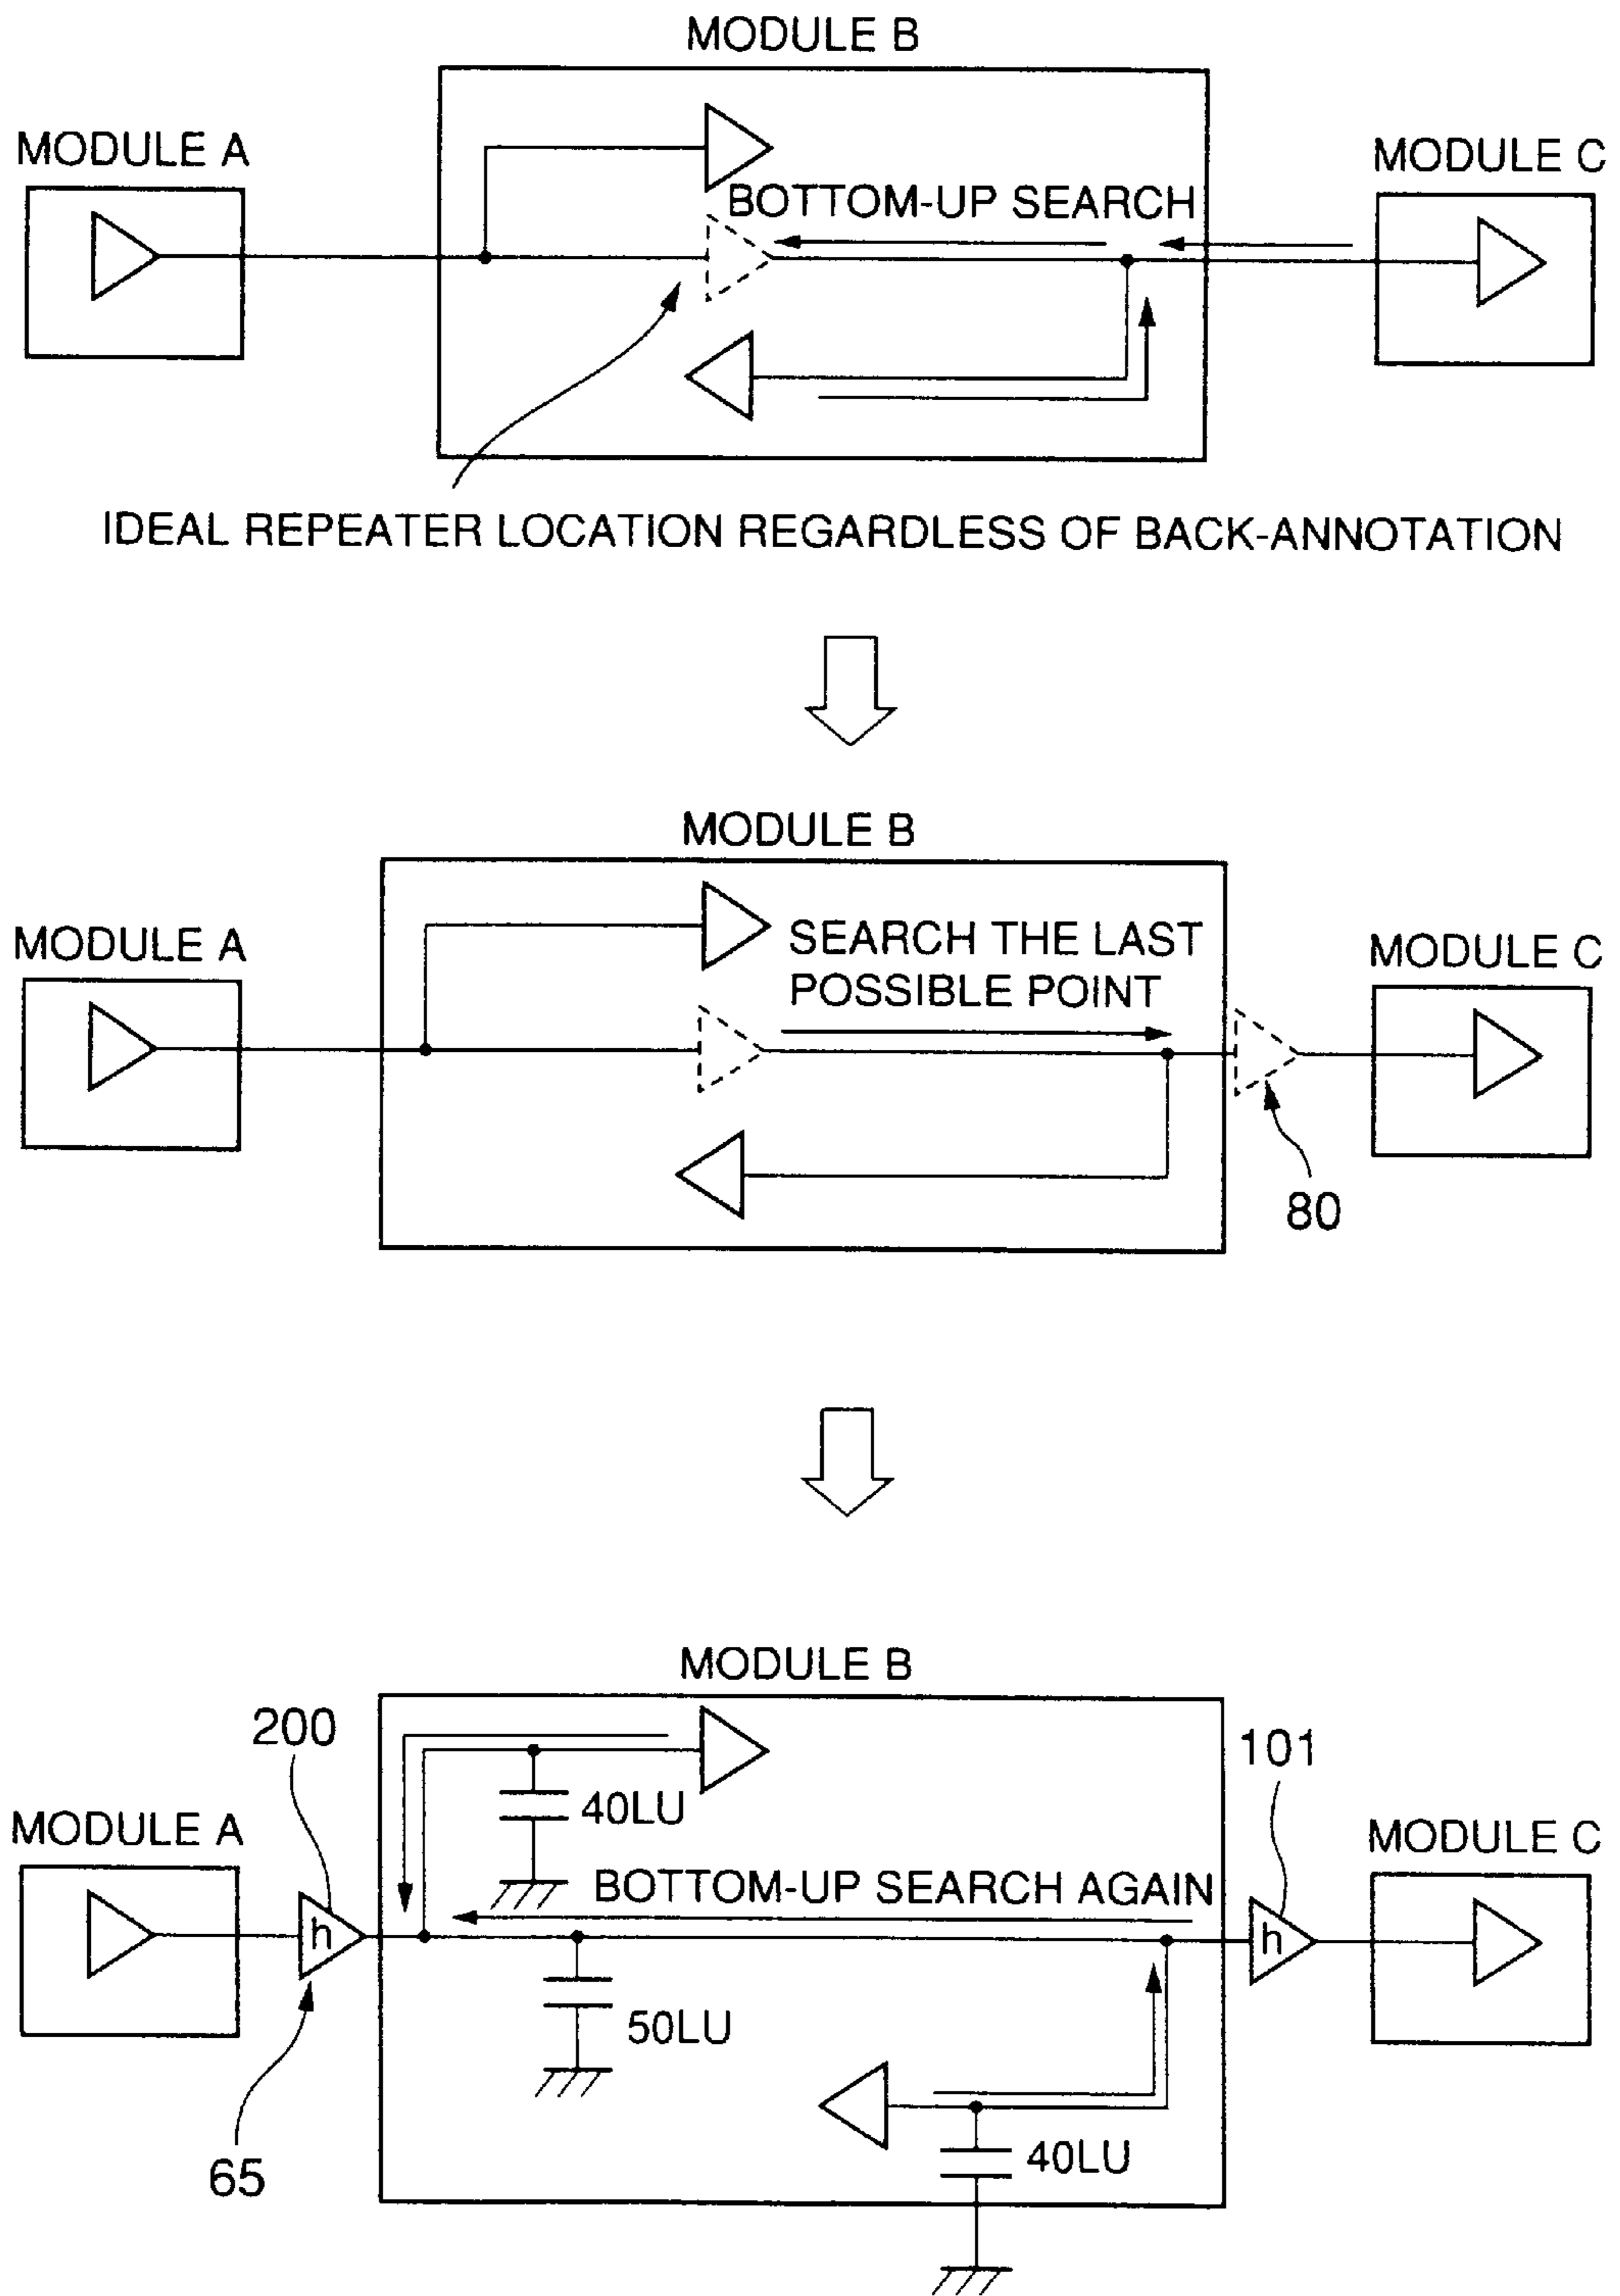 MODULE B
MODULE A
MODULE C
BOTTOM-UP SEARCH
IDEAL REPEATER LOCATION REGARDLESS OF BACK-ANNOTATION
MODULE B
MODULE A
SEARCH THE LAST
POSSIBLE POINT
MODULE C
80
MODULE B
200
101
MODULE A
40LU
MODULE C
BOTTOM-UP SEARCH AGAIN
h
h
50LU
65
40LU